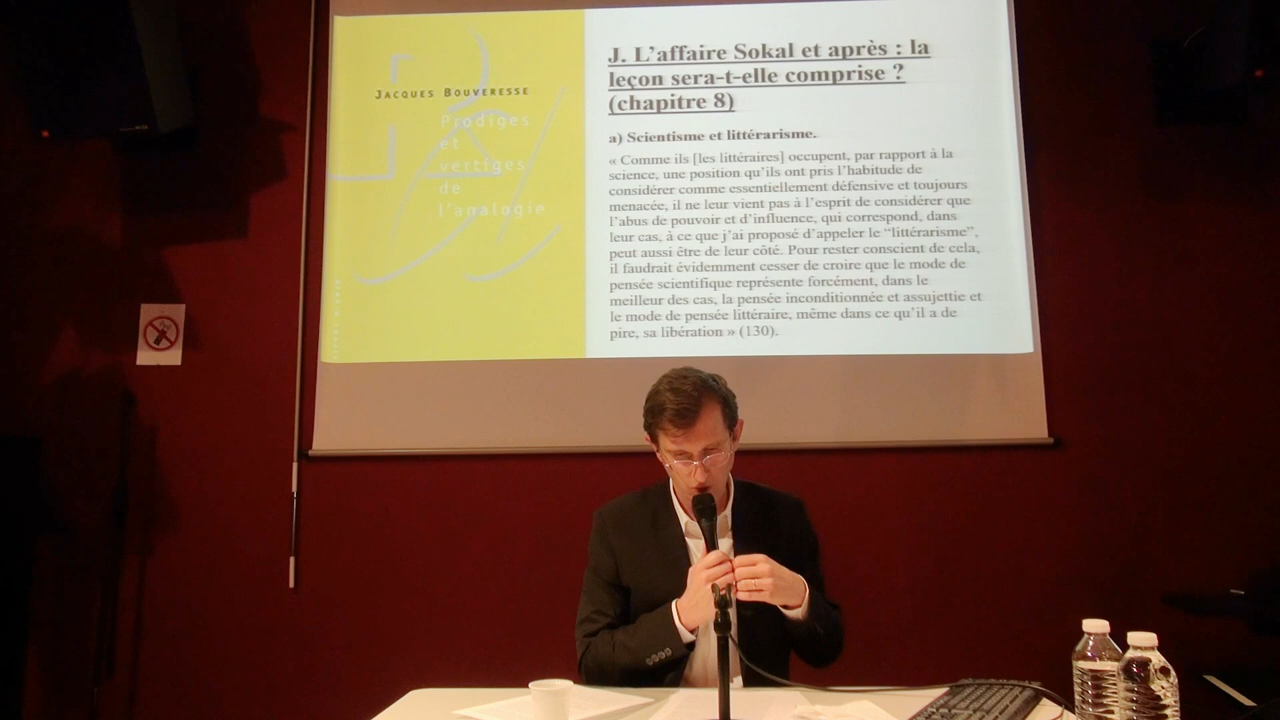 JACQUES BOUVERESSE
Prodiges
et
vertiges
de
l'analogie
J. L'affaire Sokal et après : la
leçon sera-t-elle comprise ?
(chapitre 8)
a) Scientisme et littérarisme.
« Comme ils [les littéraires] occupent, par rapport à la
science, une position qu'ils ont pris l'habitude de
considérer comme essentiellement défensive et toujours
menacée, il ne leur vient pas à l'esprit de considérer que
l'abus de pouvoir et d'influence, qui correspond, dans
leur cas, à ce que j'ai proposé d'appeler le “littérarisme”,
peut aussi être de leur côté. Pour rester conscient de cela,
il faudrait évidemment cesser de croire que le mode de
pensée scientifique représente forcément, dans le
meilleur des cas, la pensée inconditionnée et assujettie et
le mode de pensée littéraire, même dans ce qu'il a de
pire, sa libération » (130).